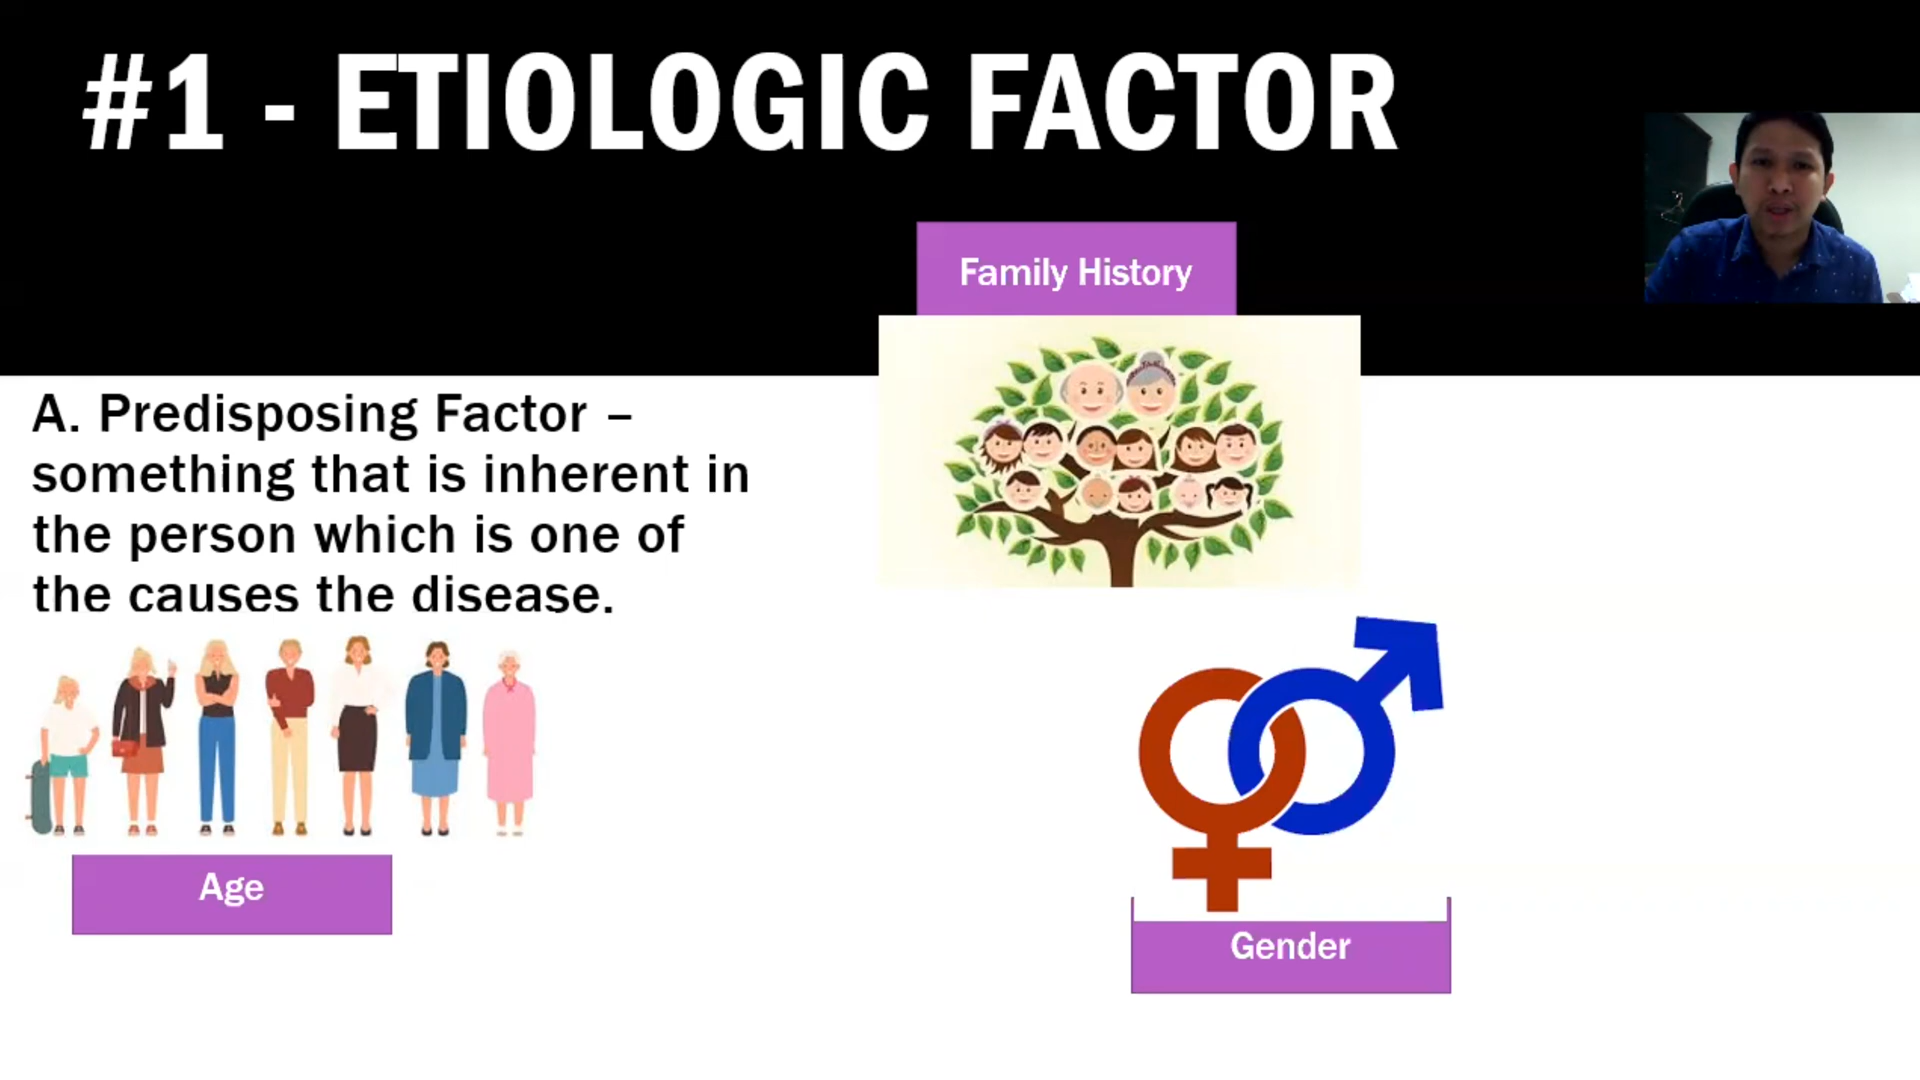 #1 - ETIOLOGIC FACTOR
Family History
A. Predisposing Factor –
something that is inherent in
the person which is one of
the causes the disease.
Age
Gender